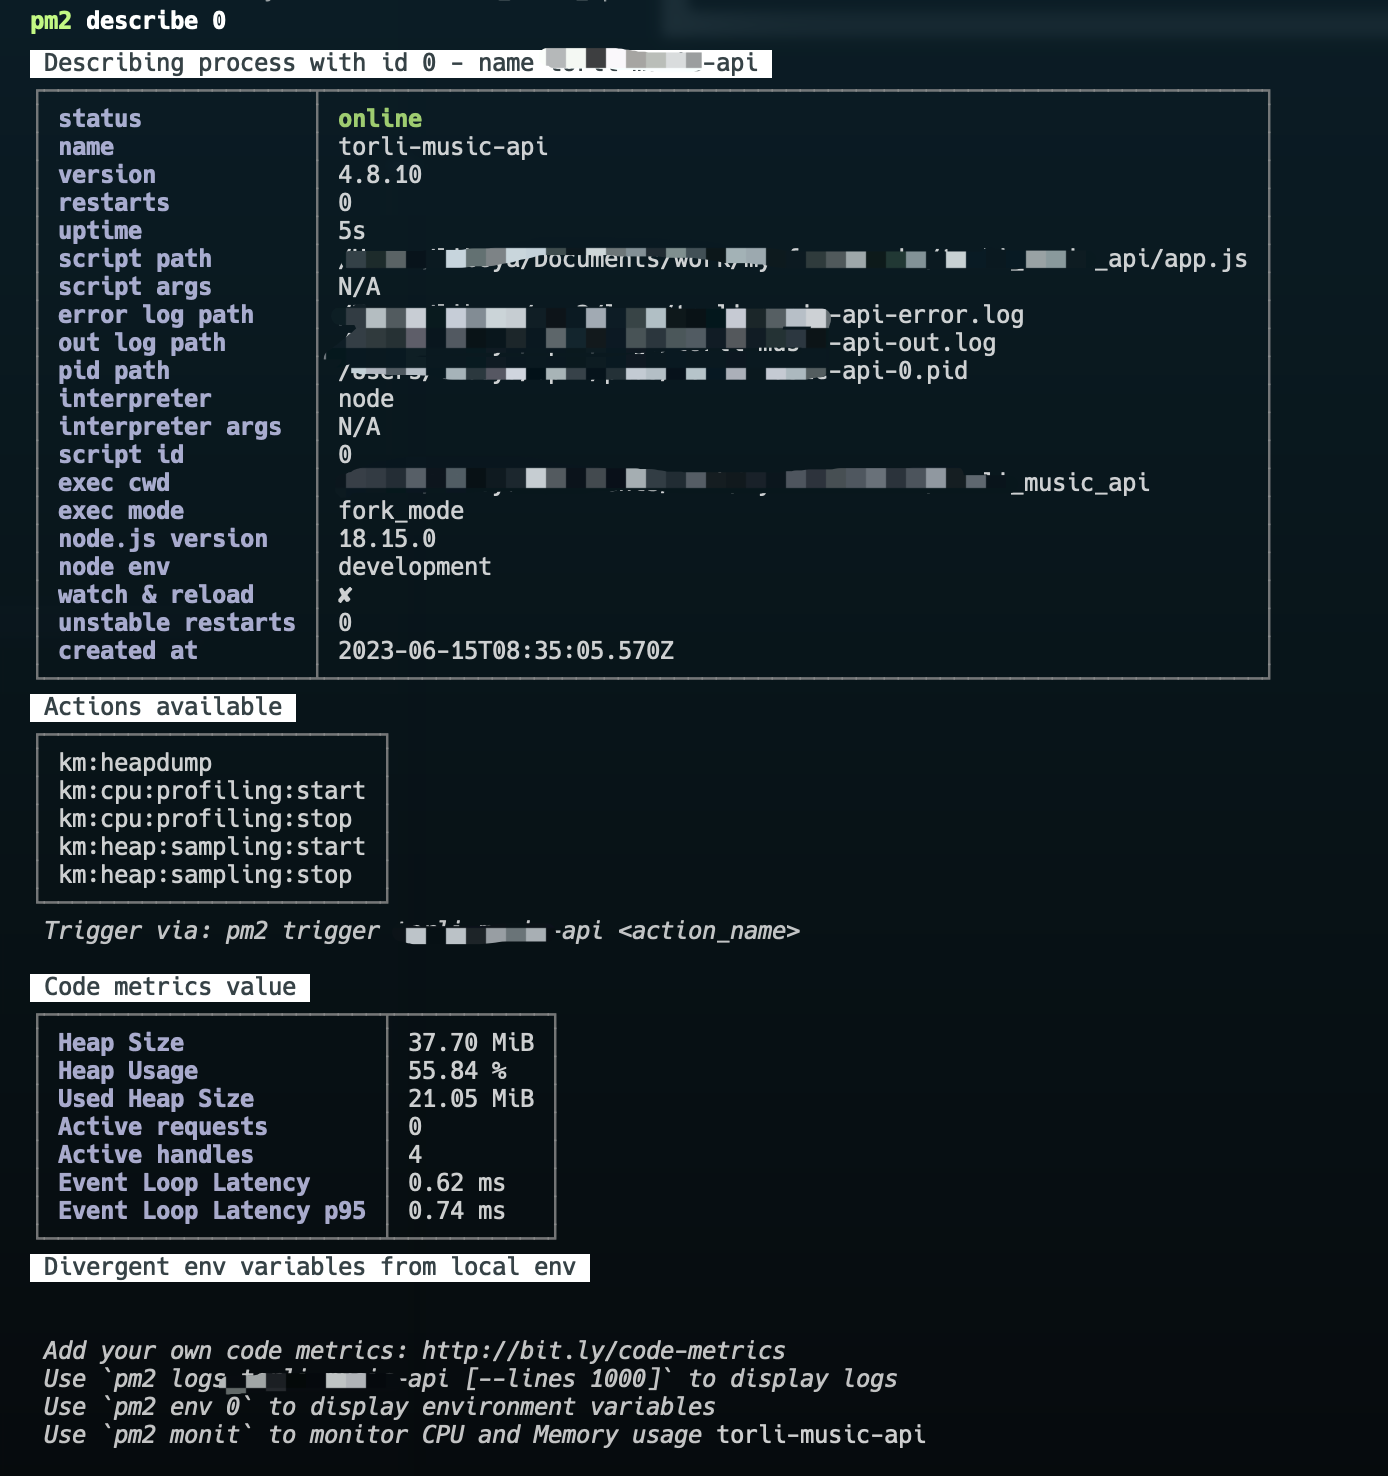 pm2 describe 0
Describing process with id 0 - name -api
status online
name torli-music-api
version 4.8.10
restarts 0
uptime 5s
script path /Documents/work/ _api/app.js
script args N/A
error log path -api-error.log
out log path -api-out.log
pid path -api-0.pid
interpreter node
interpreter args N/A
script id 0
exec cwd _music_api
exec mode fork_mode
node.js version 18.15.0
node env development
watch & reload ✘
unstable restarts 0
created at 2023-06-15T08:35:05.570Z
Actions available
km:heapdump
km:cpu:profiling:start
km:cpu:profiling:stop
km:heap:sampling:start
km:heap:sampling:stop
Trigger via: pm2 trigger -api <action_name>
Code metrics value
Heap Size 37.70 MiB
Heap Usage 55.84 %
Used Heap Size 21.05 MiB
Active requests 0
Active handles 4
Event Loop Latency 0.62 ms
Event Loop Latency p95 0.74 ms
Divergent env variables from local env
Add your own code metrics: http://bit.ly/code-metrics
Use `pm2 logs -api [--lines 1000]` to display logs
Use `pm2 env 0` to display environment variables
Use `pm2 monit` to monitor CPU and Memory usage torli-music-api